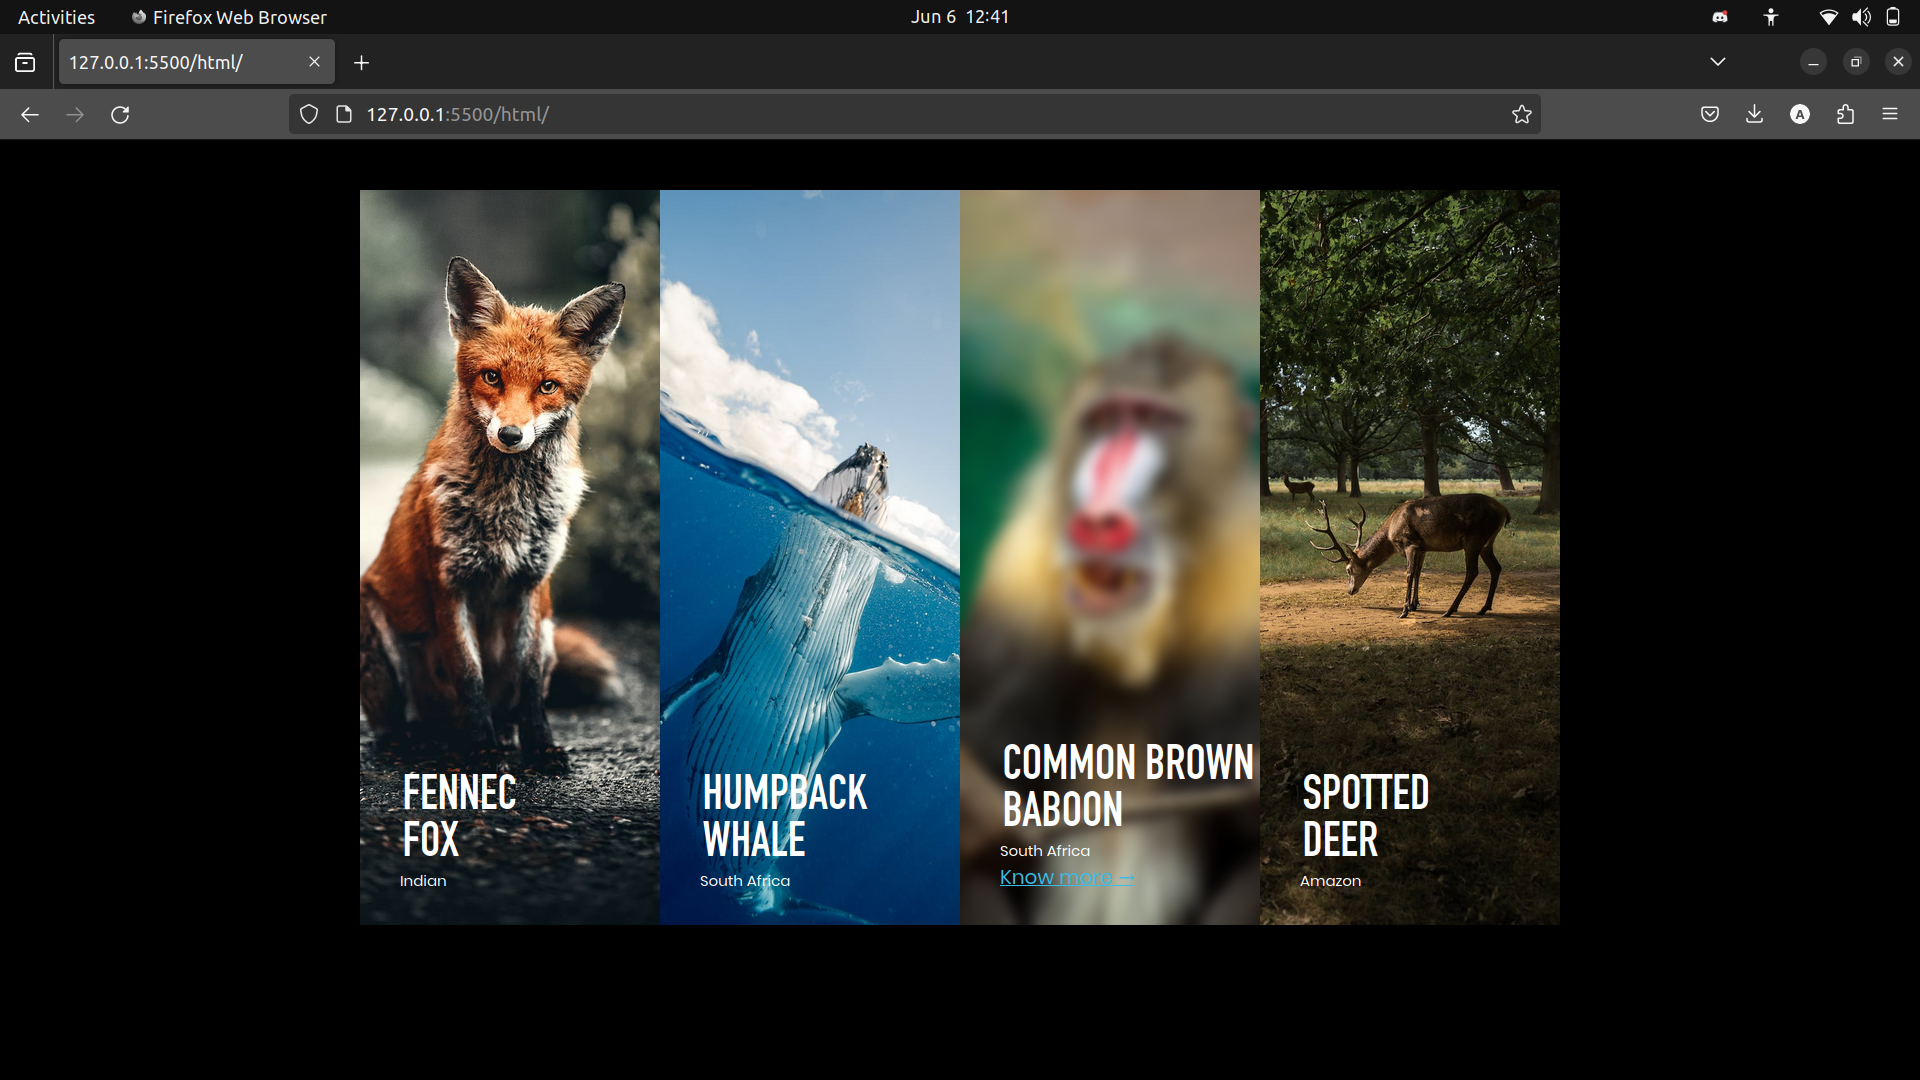 Activities
Firefox Web Browser
Jun 6 12:41
127.0.0.1:5500/html/
127.0.0.1:5500/html/
A
FENNEC
FOX
Indian
HUMPBACK
WHALE
South Africa
COMMON BROWN
BABOON
South Africa
Know more →
SPOTTED
DEER
Amazon